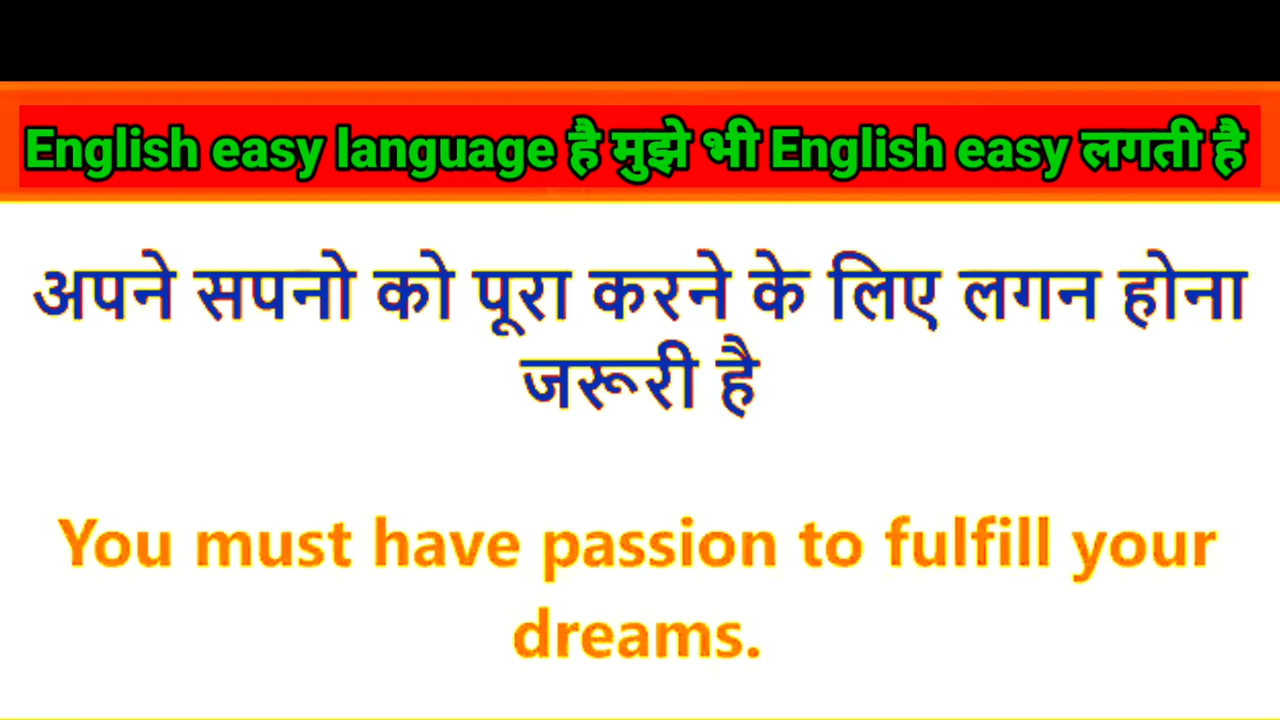 English easy language है मुझे भी English easy लगती है
अपने सपनो को पूरा करने के लिए लगन होना
जरूरी है
You must have passion to fulfill your
dreams.